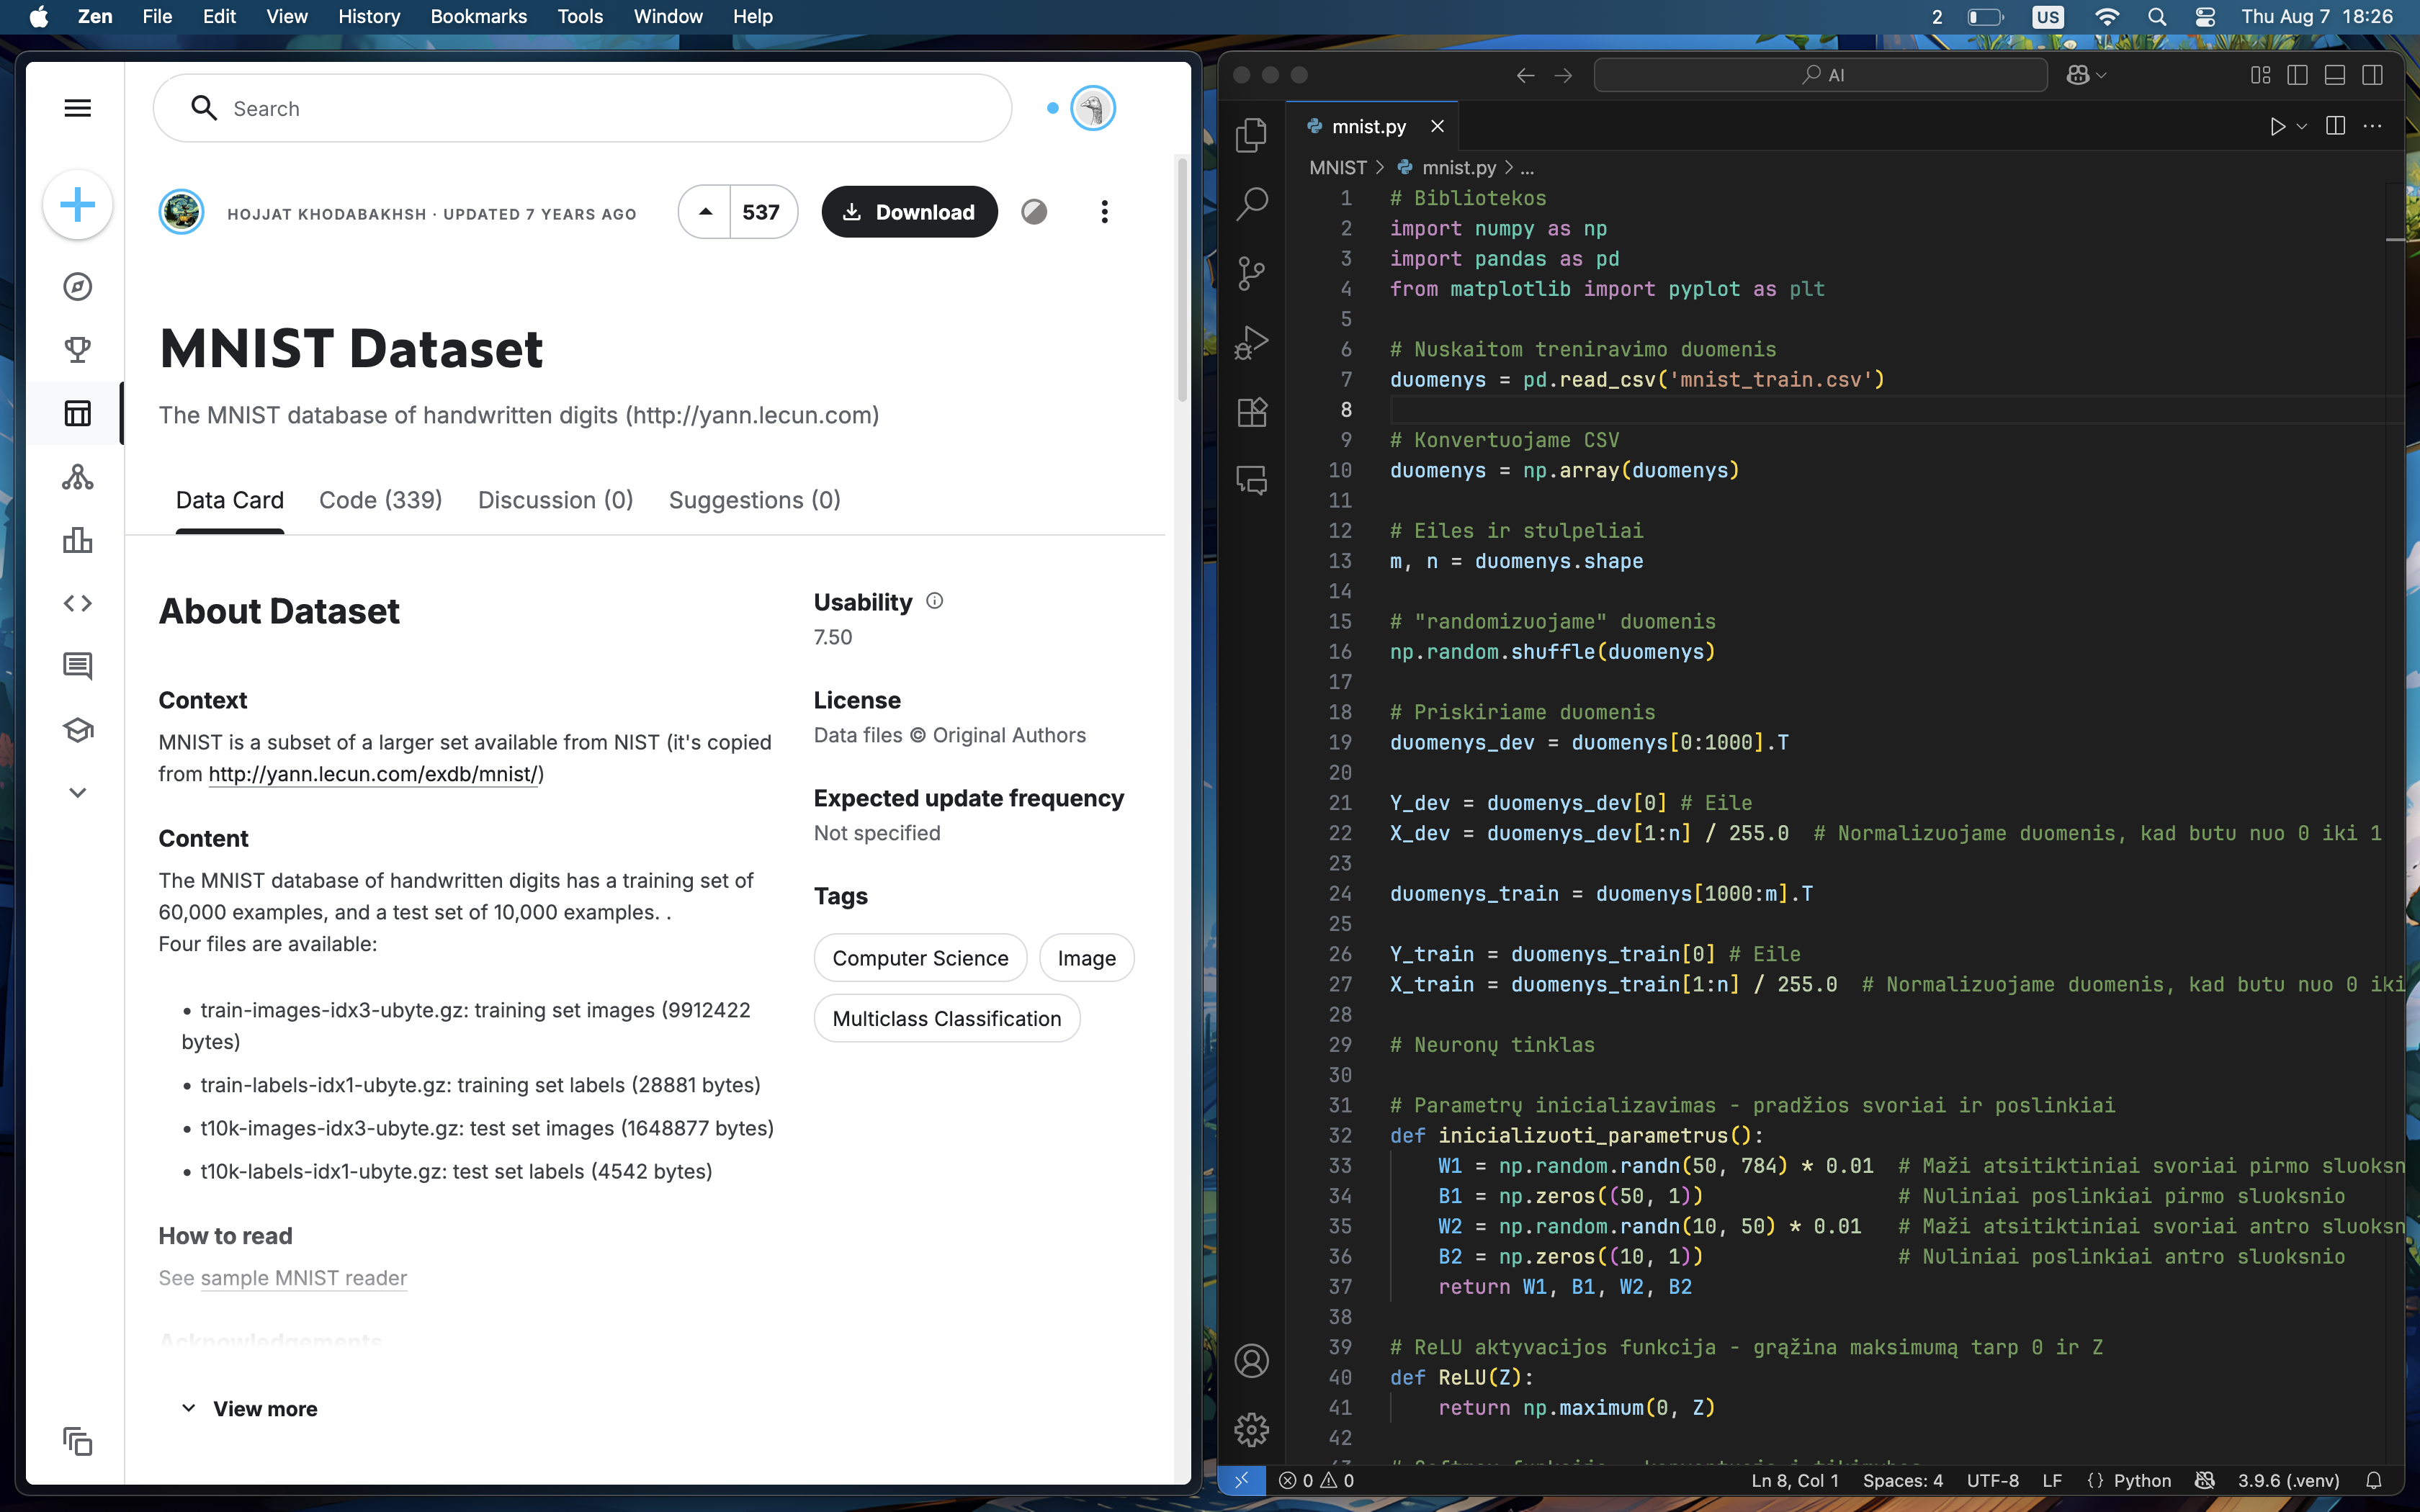 Zen File Edit View History Bookmarks Tools Window Help 2 US Thu Aug 7 18:26
Search
HOJJAT KHODABAKHSH · UPDATED 7 YEARS AGO
537
Download
MNIST Dataset
The MNIST database of handwritten digits (http://yann.lecun.com)
Data Card Code (339) Discussion (0) Suggestions (0)
About Dataset
Context
MNIST is a subset of a larger set available from NIST (it's copied
from http://yann.lecun.com/exdb/mnist/)
Content
The MNIST database of handwritten digits has a training set of
60,000 examples, and a test set of 10,000 examples. .
Four files are available:
• train-images-idx3-ubyte.gz: training set images (9912422
bytes)
• train-labels-idx1-ubyte.gz: training set labels (28881 bytes)
• t10k-images-idx3-ubyte.gz: test set images (1648877 bytes)
• t10k-labels-idx1-ubyte.gz: test set labels (4542 bytes)
How to read
See sample MNIST reader
Acknowledgements
View more
Usability
7.50
License
Data files © Original Authors
Expected update frequency
Not specified
Tags
Computer Science
Image
Multiclass Classification
AI
mnist.py
MNIST > mnist.py > ...
1 # Bibliotekos
2 import numpy as np
3 import pandas as pd
4 from matplotlib import pyplot as plt
5
6 # Nuskaitom treniravimo duomenis
7 duomenys = pd.read_csv('mnist_train.csv')
8
9 # Konvertuojame CSV
10 duomenys = np.array(duomenys)
11
12 # Eiles ir stulpeliai
13 m, n = duomenys.shape
14
15 # "randomizuojame" duomenis
16 np.random.shuffle(duomenys)
17
18 # Priskiriame duomenis
19 duomenys_dev = duomenys[0:1000].T
20
21 Y_dev = duomenys_dev[0] # Eile
22 X_dev = duomenys_dev[1:n] / 255.0 # Normalizuojame duomenis, kad butu nuo 0 iki 1
23
24 duomenys_train = duomenys[1000:m].T
25
26 Y_train = duomenys_train[0] # Eile
27 X_train = duomenys_train[1:n] / 255.0 # Normalizuojame duomenis, kad butu nuo 0 iki
28
29 # Neuronų tinklas
30
31 # Parametrų inicializavimas - pradžios svoriai ir poslinkiai
32 def inicializuoti_parametrus():
33 W1 = np.random.randn(50, 784) * 0.01 # Maži atsitiktiniai svoriai pirmo sluoksn
34 B1 = np.zeros((50, 1)) # Nuliniai poslinkiai pirmo sluoksnio
35 W2 = np.random.randn(10, 50) * 0.01 # Maži atsitiktiniai svoriai antro sluoksn
36 B2 = np.zeros((10, 1)) # Nuliniai poslinkiai antro sluoksnio
37 return W1, B1, W2, B2
38
39 # ReLU aktyvacijos funkcija - grąžina maksimumą tarp 0 ir Z
40 def ReLU(Z):
41 return np.maximum(0, Z)
42
0 0 Ln 8, Col 1 Spaces: 4 UTF-8 LF {} Python 3.9.6 (.venv)